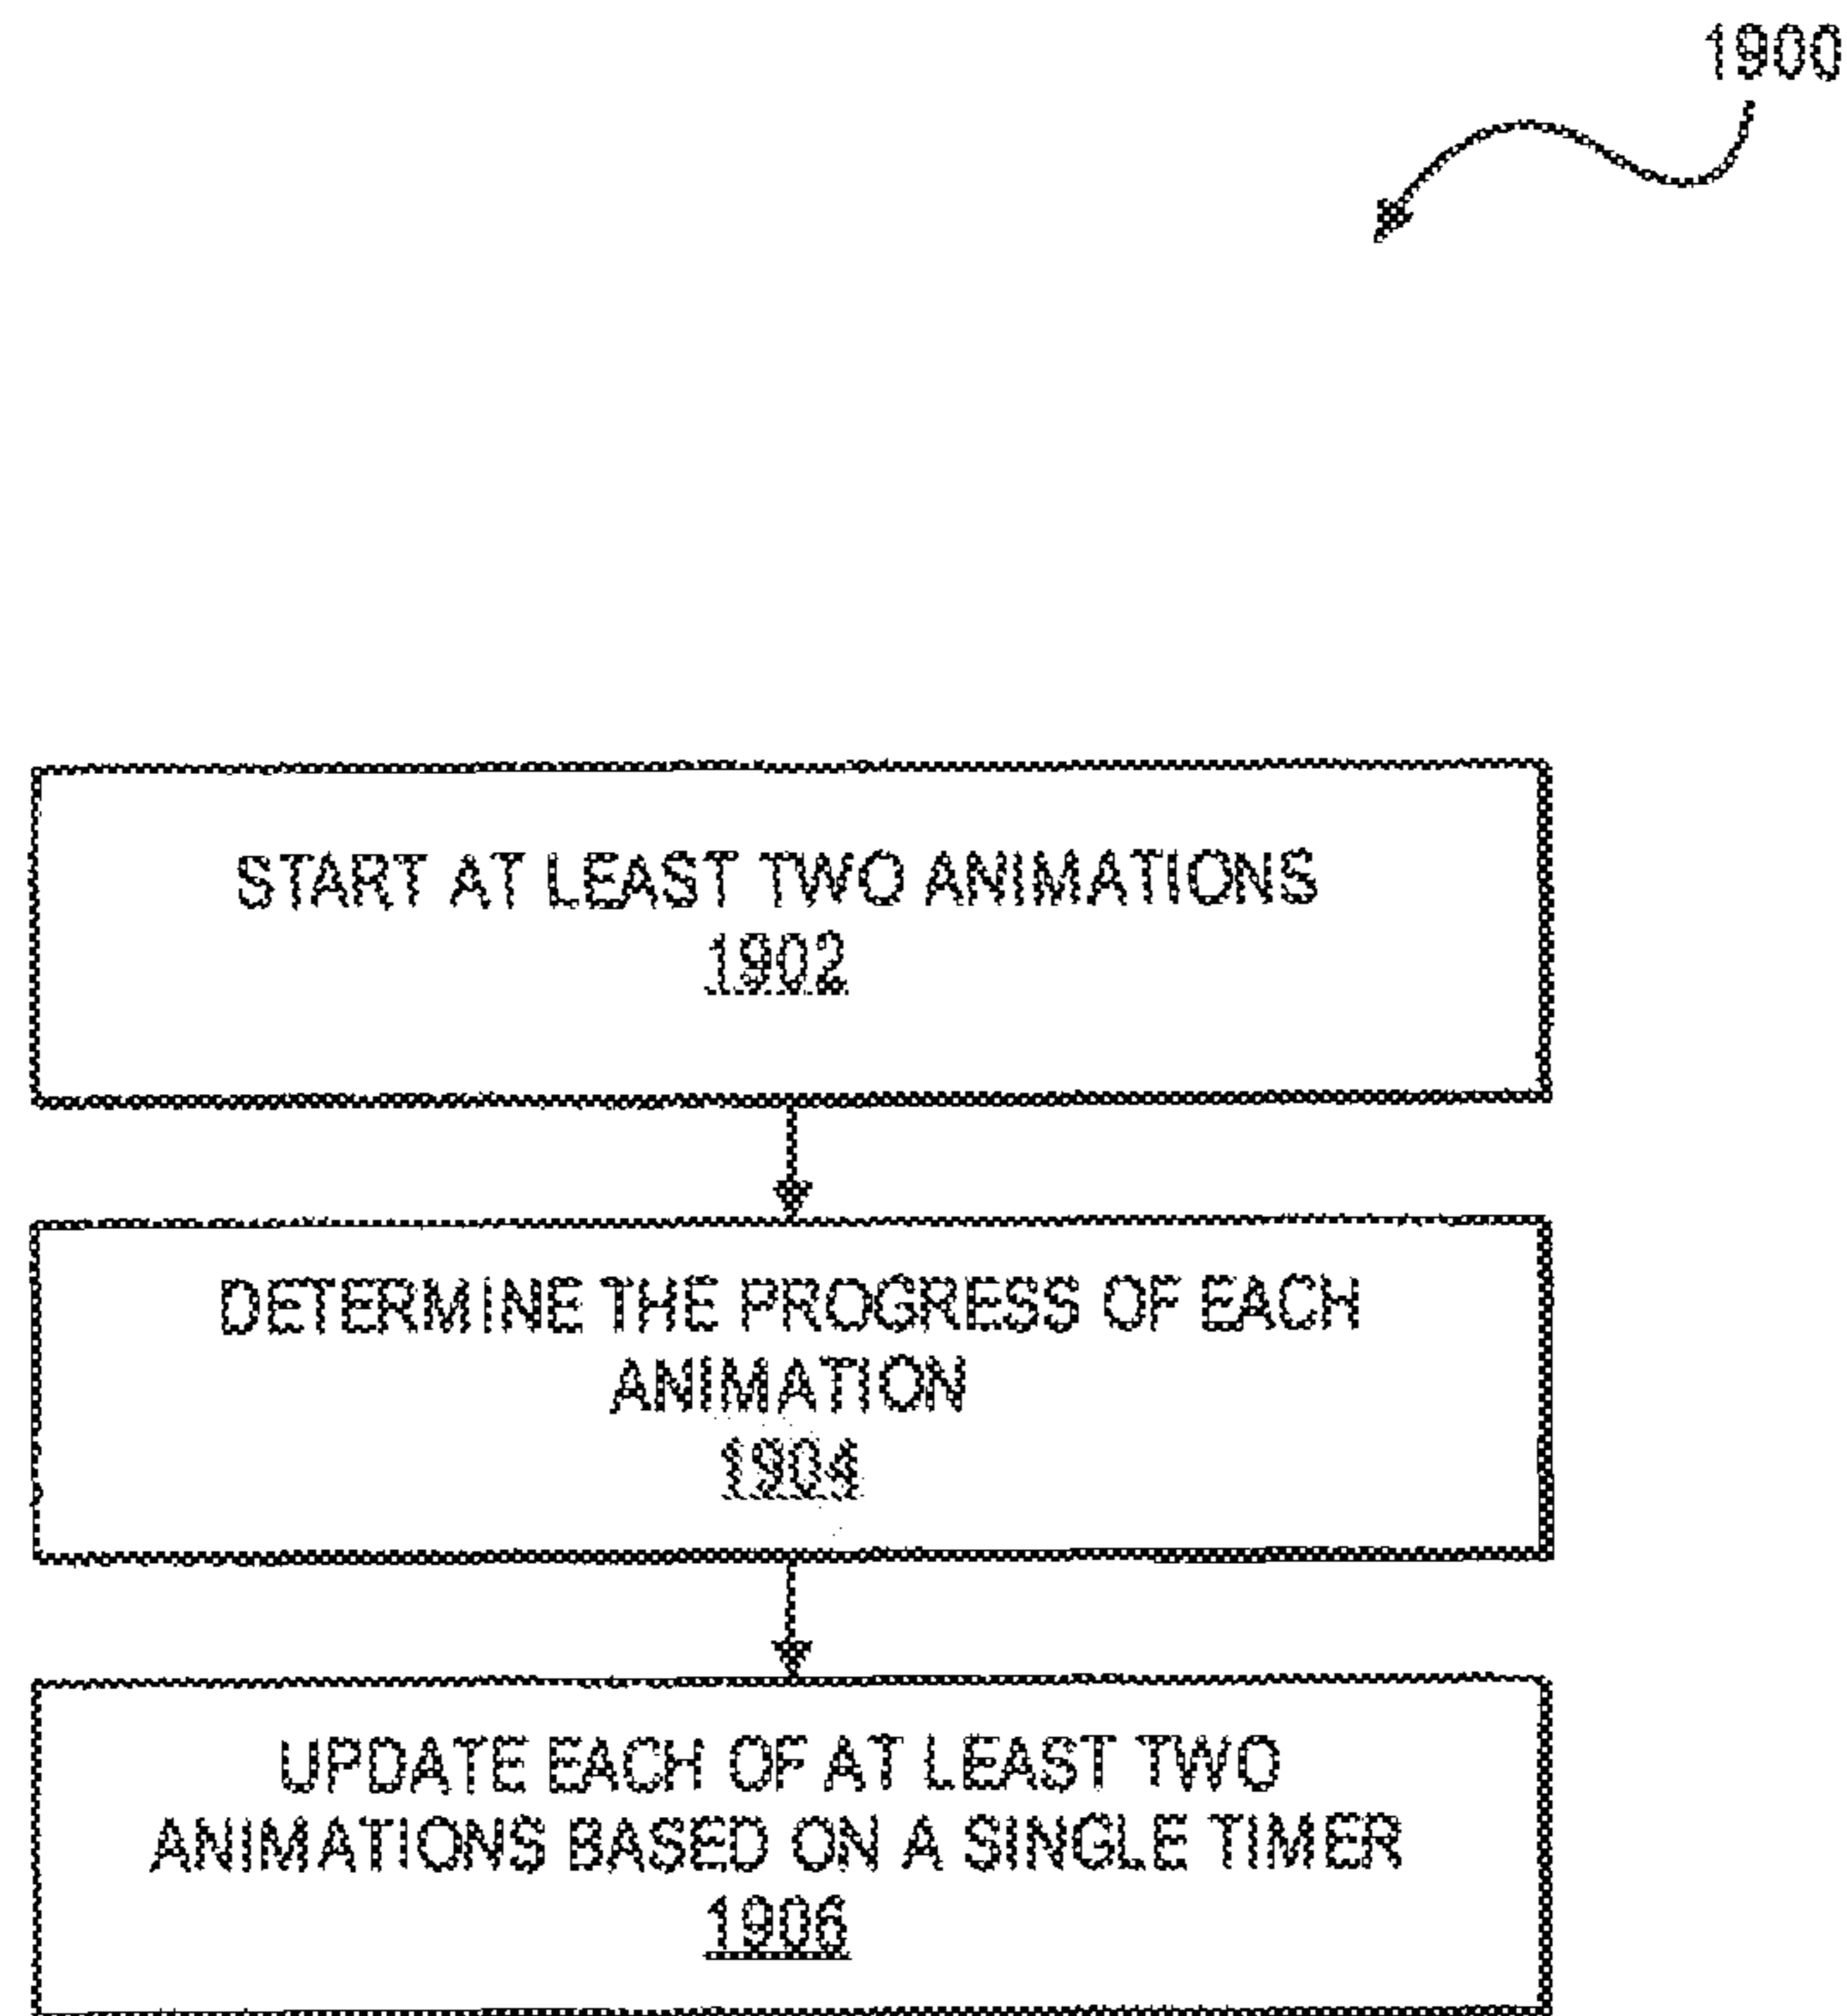 1900
START AT LEAST TWO ANIMATIONS
1902
DETERMINE THE PROGRESS OF EACH
ANIMATION
1904
UPDATE EACH OF AT LEAST TWO
ANIMATIONS BASED ON A SINGLE TIMER
1906